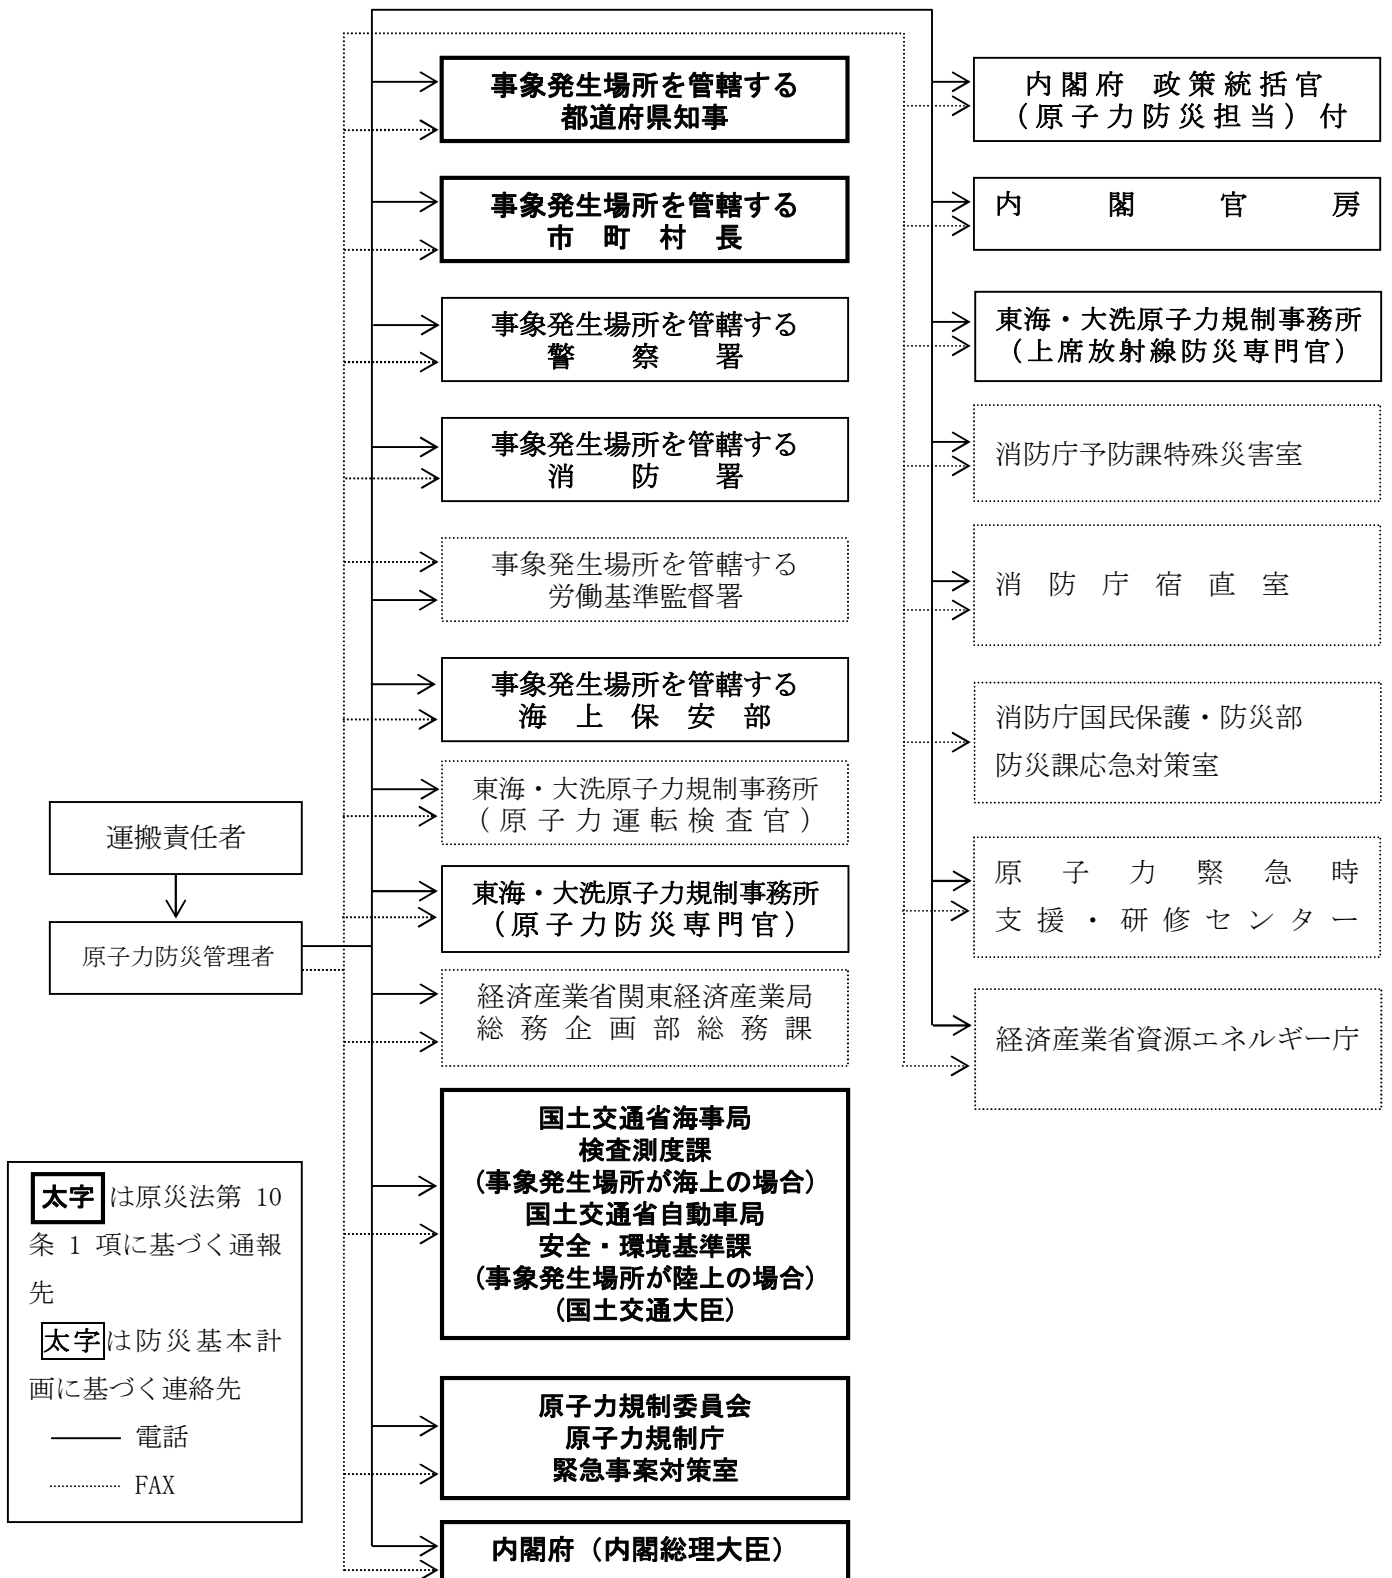 事象発生場所を管轄する
都道府県知事
事象発生場所を管轄する
市町村長
事象発生場所を管轄する
警察署
事象発生場所を管轄する
消防署
事象発生場所を管轄する
労働基準監督署
事象発生場所を管轄する
海上保安部
東海・大洗原子力規制事務所
（原子力運転検査官）
東海・大洗原子力規制事務所
（原子力防災専門官）
経済産業省関東経済産業局
総務企画部総務課
国土交通省海事局
検査測度課
(事象発生場所が海上の場合)
国土交通省自動車局
安全・環境基準課
(事象発生場所が陸上の場合)
(国土交通大臣)
原子力規制委員会
原子力規制庁
緊急事案対策室
内閣府（内閣総理大臣）
内閣府 政策統括官
（原子力防災担当）付
内閣官房
東海・大洗原子力規制事務所
（上席放射線防災専門官）
消防庁予防課特殊災害室
消防庁宿直室
消防庁国民保護・防災部
防災課応急対策室
原子力緊急時
支援・研修センター
経済産業省資源エネルギー庁
運搬責任者
原子力防災管理者
太字は原災法第 10
条 1 項に基づく通報
先
太字は防災基本計
画に基づく連絡先
電話
FAX